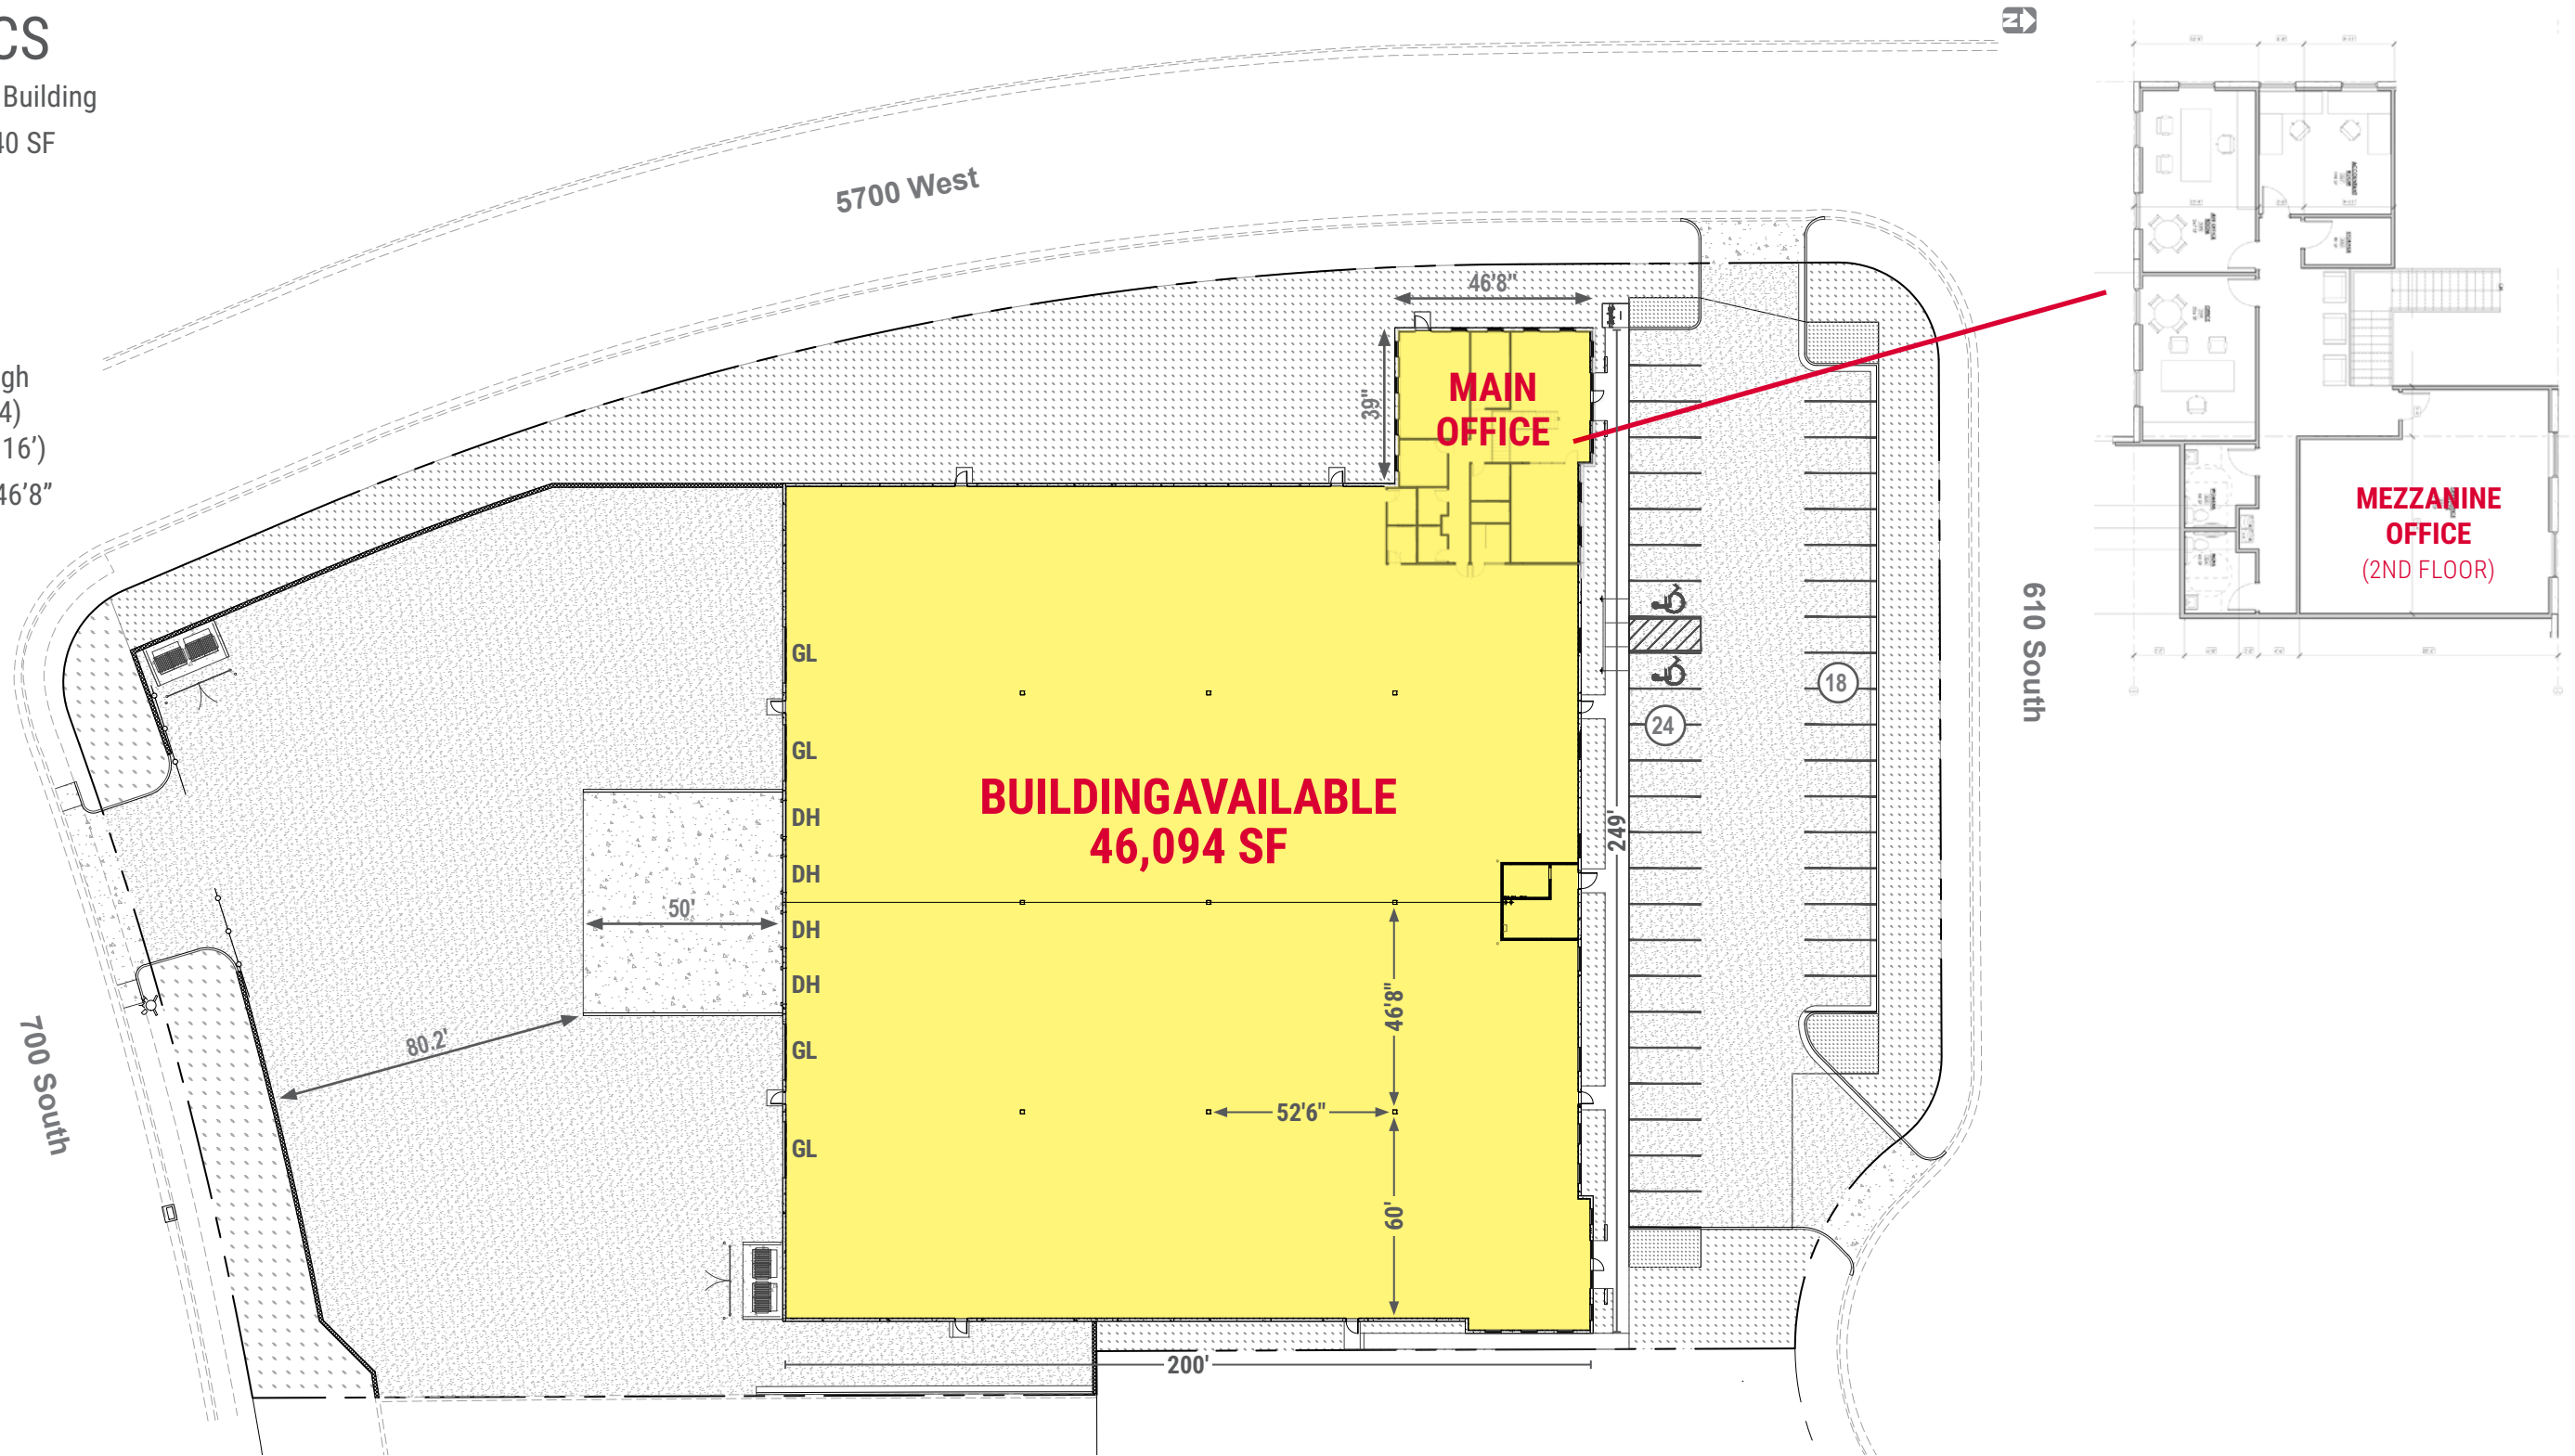 CS
Building
40 SF
gh
4)
16’)
46’8”
N
5700 West
46'8"
39"
MAIN
OFFICE
MEZZANINE
OFFICE
(2ND FLOOR)
610 South
GL
GL
DH
DH
DH
DH
GL
GL
BUILDING AVAILABLE
46,094 SF
24
18
249'
50'
80.2'
46'8"
52'6"
60'
200'
700 South